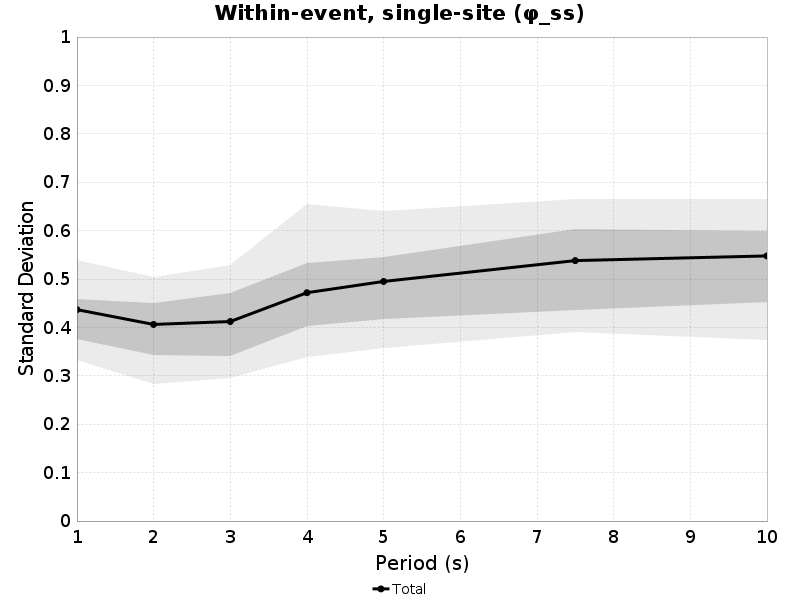 Within-event, single-site (φ_ss)
1
0.9
0.8
0.7
0.6
0.5
0.4
0.3
0.2
0.1
0
Standard Deviation
1 2 3 4 5 6 7 8 9 10
Period (s)
Total